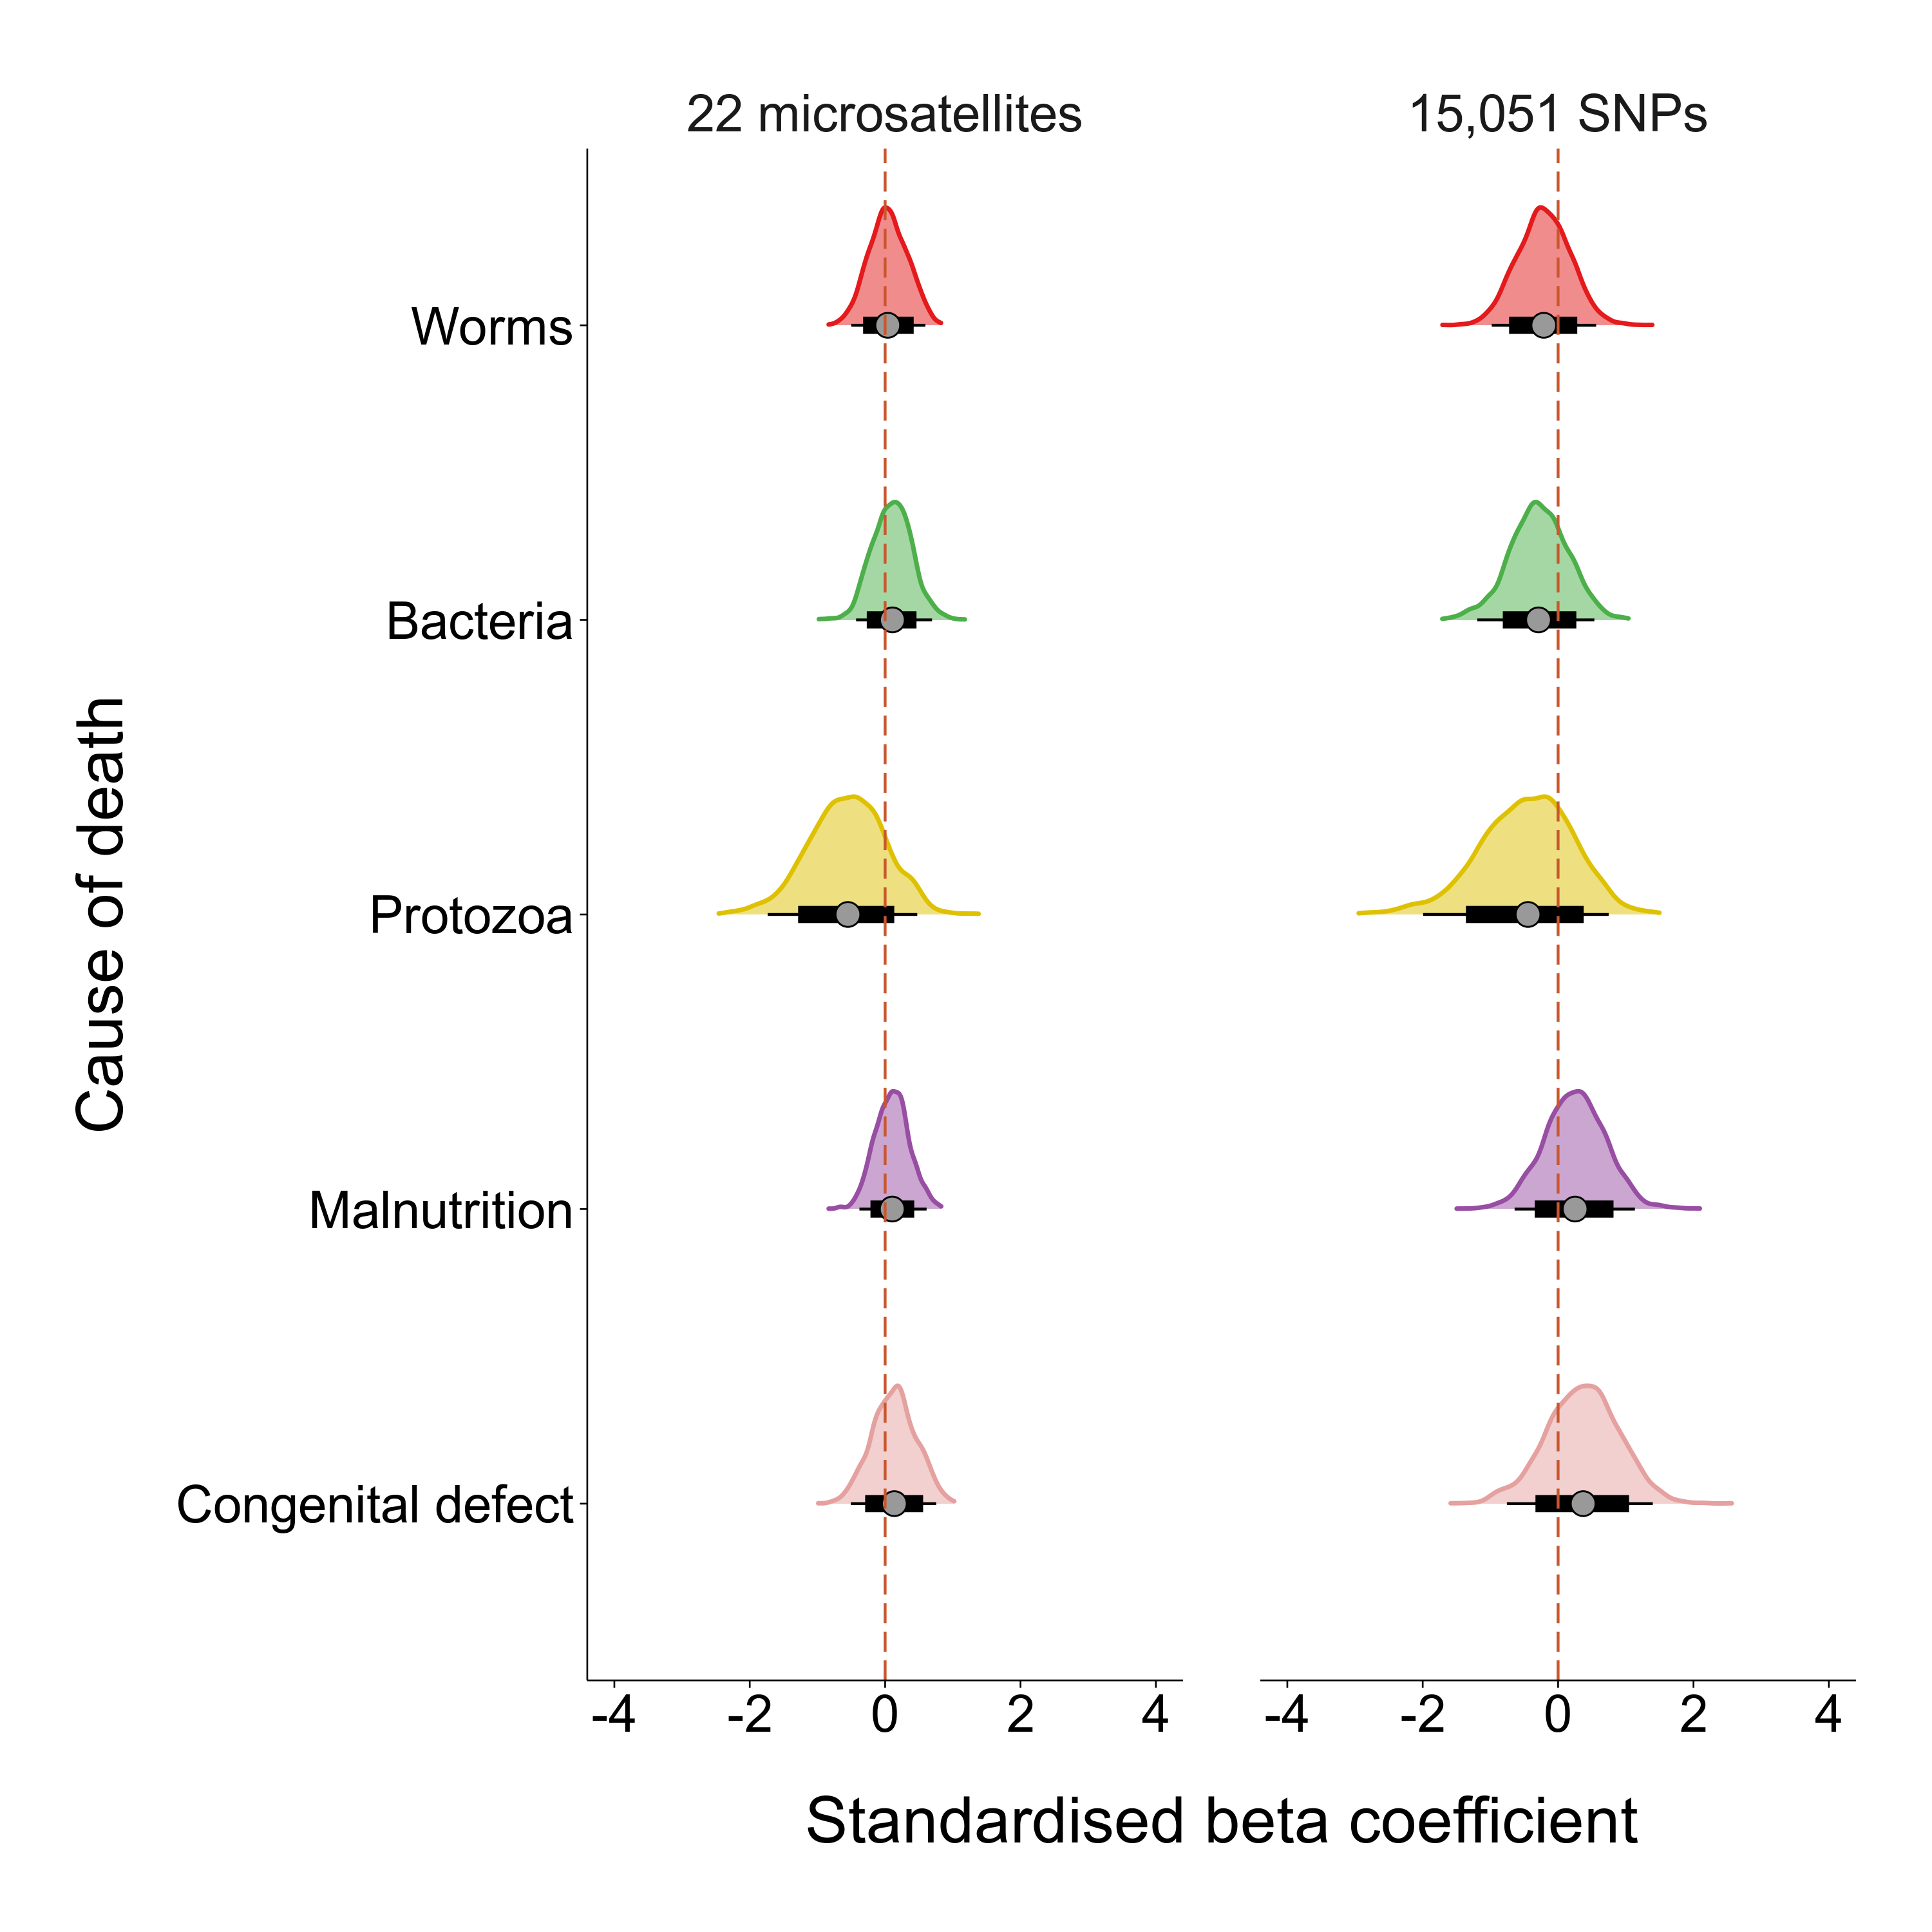 22 microsatellites
15,051 SNPs
Cause of death
Worms
Bacteria
Protozoa
Malnutrition
Congenital defect
-4 -2 0 2 4
-4 -2 0 2 4
Standardised beta coefficient